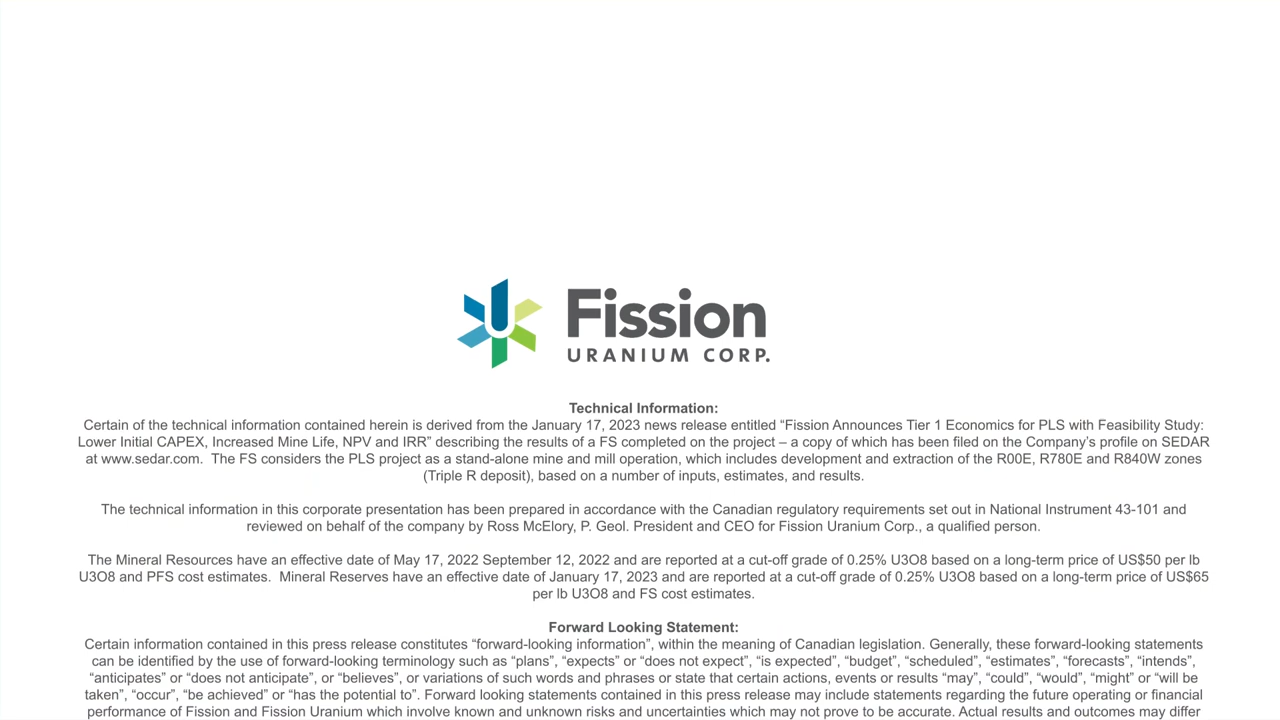 Fission
URANIUM CORP.
Technical Information:
Certain of the technical information contained herein is derived from the January 17, 2023 news release entitled “Fission Announces Tier 1 Economics for PLS with Feasibility Study:
Lower Initial CAPEX, Increased Mine Life, NPV and IRR” describing the results of a FS completed on the project – a copy of which has been filed on the Company’s profile on SEDAR
at www.sedar.com.  The FS considers the PLS project as a stand-alone mine and mill operation, which includes development and extraction of the R00E, R780E and R840W zones
(Triple R deposit), based on a number of inputs, estimates, and results.
The technical information in this corporate presentation has been prepared in accordance with the Canadian regulatory requirements set out in National Instrument 43-101 and
reviewed on behalf of the company by Ross McElory, P. Geol. President and CEO for Fission Uranium Corp., a qualified person.
The Mineral Resources have an effective date of May 17, 2022 September 12, 2022 and are reported at a cut-off grade of 0.25% U3O8 based on a long-term price of US$50 per lb
U3O8 and PFS cost estimates.  Mineral Reserves have an effective date of January 17, 2023 and are reported at a cut-off grade of 0.25% U3O8 based on a long-term price of US$65
per lb U3O8 and FS cost estimates.
Forward Looking Statement:
Certain information contained in this press release constitutes “forward-looking information”, within the meaning of Canadian legislation. Generally, these forward-looking statements
can be identified by the use of forward-looking terminology such as “plans”, “expects” or “does not expect”, “is expected”, “budget”, “scheduled”, “estimates”, “forecasts”, “intends”,
“anticipates” or “does not anticipate”, or “believes”, or variations of such words and phrases or state that certain actions, events or results “may”, “could”, “would”, “might” or “will be
taken”, “occur”, “be achieved” or “has the potential to”. Forward looking statements contained in this press release may include statements regarding the future operating or financial
performance of Fission and Fission Uranium which involve known and unknown risks and uncertainties which may not prove to be accurate. Actual results and outcomes may differ